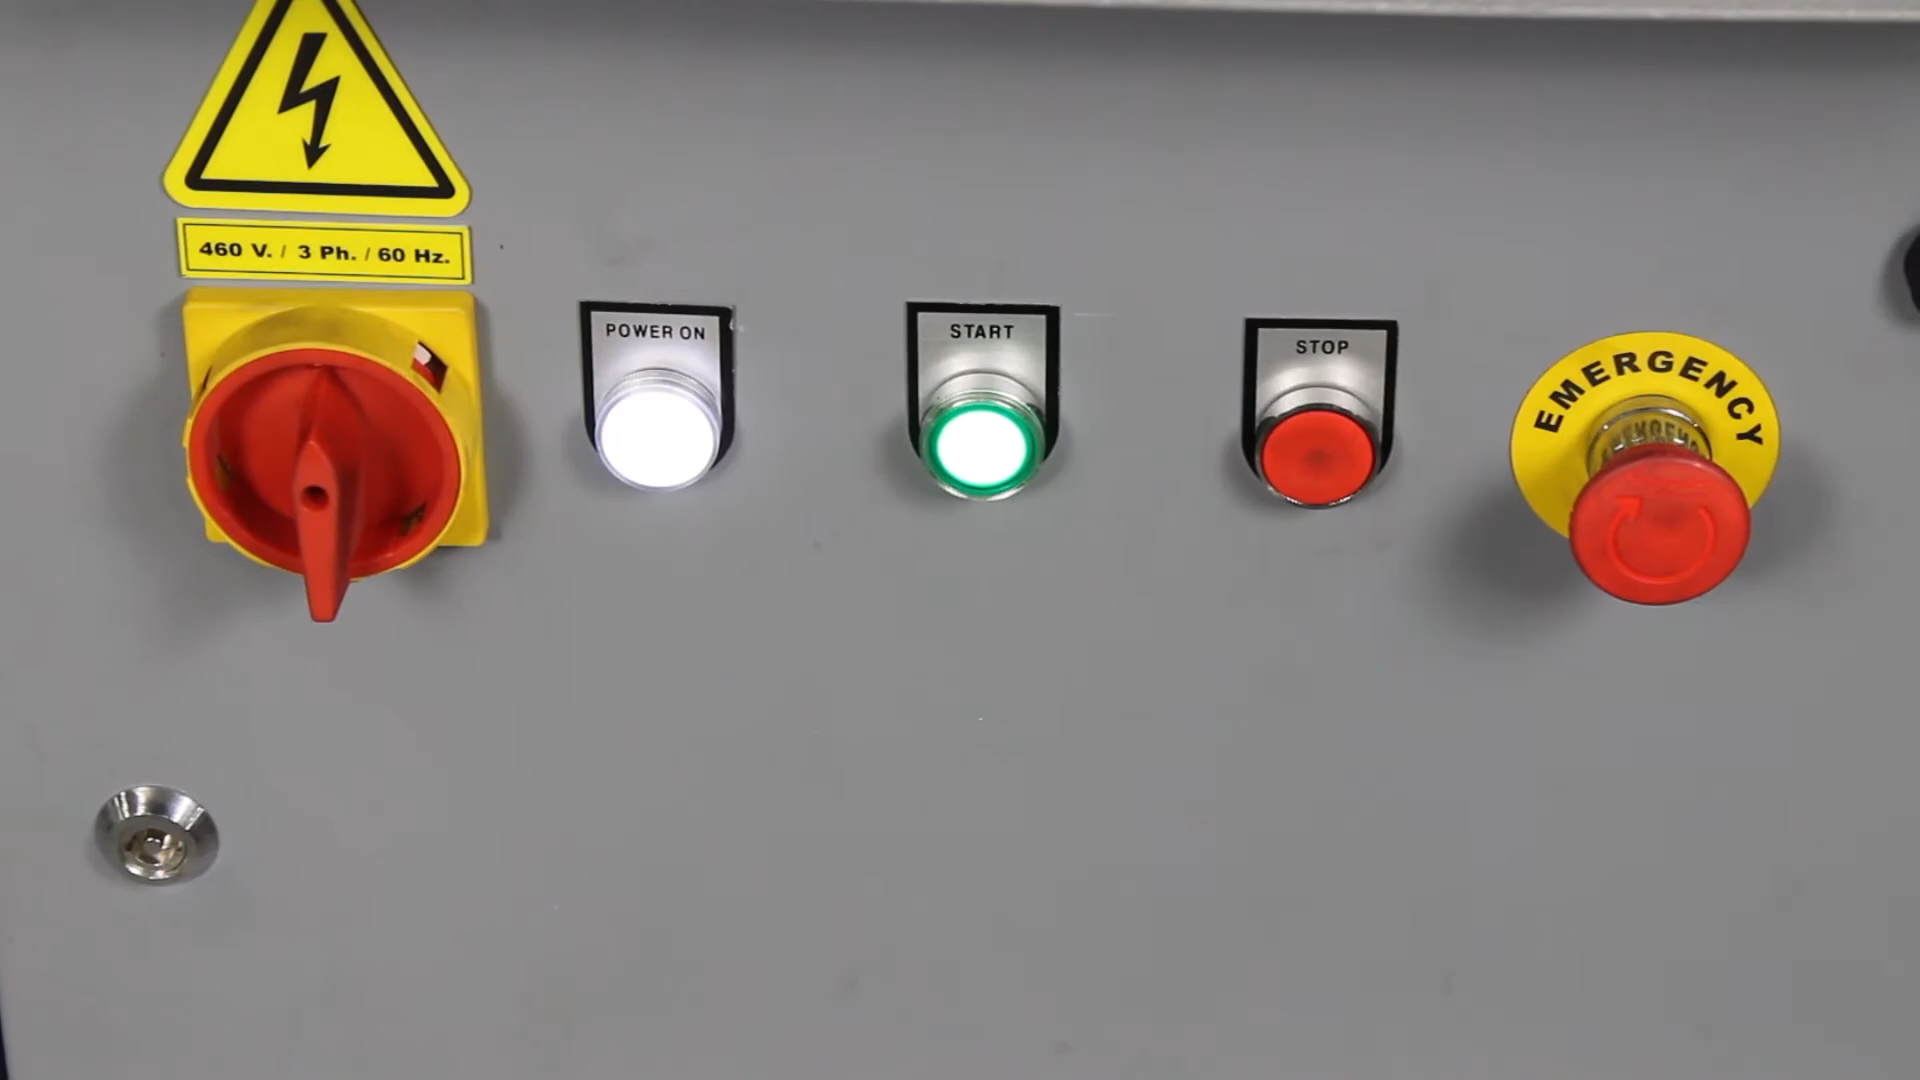 460 V. / 3 Ph. / 60 Hz.
POWER ON
START
STOP
EMERGENCY